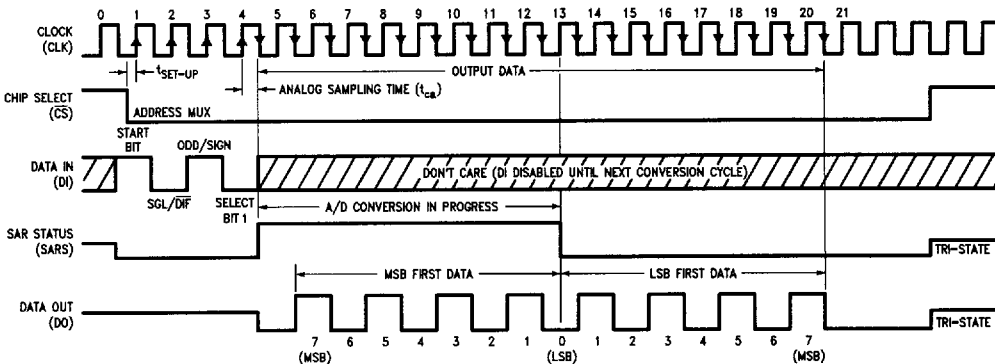 0 1 2 3 4 5 6 7 8 9 10 11 12 13 14 15 16 17 18 19 20 21
CLOCK
(CLK)
tSET-UP
OUTPUT DATA
ANALOG SAMPLING TIME (tca)
CHIP SELECT
(CS)
ADDRESS MUX
START
BIT
ODD/SIGN
DATA IN
(DI)
DON'T CARE (DI DISABLED UNTIL NEXT CONVERSION CYCLE)
SGL/DIF
SELECT
BIT 1
A/D CONVERSION IN PROGRESS
SAR STATUS
(SARS)
TRI-STATE
MSB FIRST DATA
LSB FIRST DATA
DATA OUT
(DO)
TRI-STATE
7 6 5 4 3 2 1 0 1 2 3 4 5 6 7
(MSB) (LSB) (MSB)